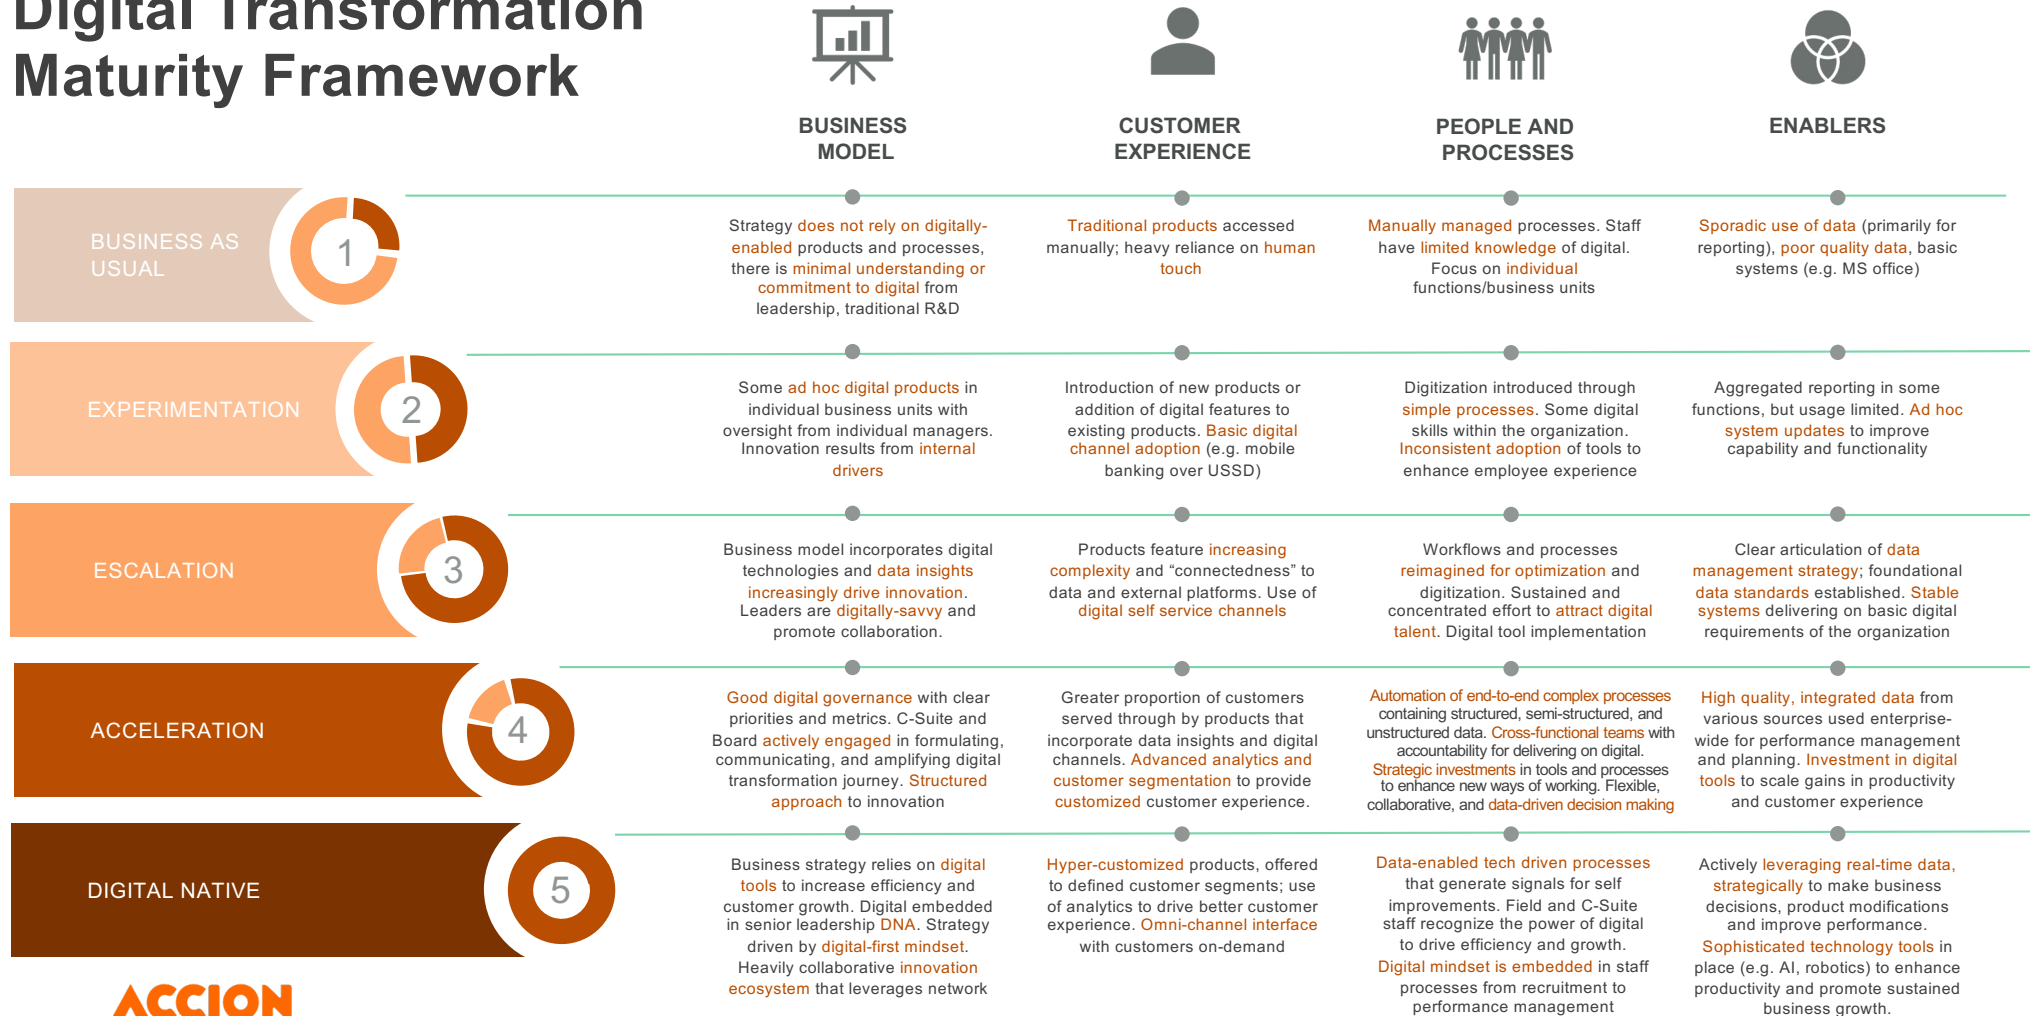 Digital Transformation
Maturity Framework
BUSINESS
MODEL
CUSTOMER
EXPERIENCE
PEOPLE AND
PROCESSES
ENABLERS
BUSINESS AS
USUAL
1
Strategy does not rely on digitally-
enabled products and processes,
there is minimal understanding or
commitment to digital from
leadership, traditional R&D
Traditional products accessed
manually; heavy reliance on human
touch
Manually managed processes. Staff
have limited knowledge of digital.
Focus on individual
functions/business units
Sporadic use of data (primarily for
reporting), poor quality data, basic
systems (e.g. MS office)
EXPERIMENTATION
2
Some ad hoc digital products in
individual business units with
oversight from individual managers.
Innovation results from internal
drivers
Introduction of new products or
addition of digital features to
existing products. Basic digital
channel adoption (e.g. mobile
banking over USSD)
Digitization introduced through
simple processes. Some digital
skills within the organization.
Inconsistent adoption of tools to
enhance employee experience
Aggregated reporting in some
functions, but usage limited. Ad hoc
system updates to improve
capability and functionality
ESCALATION
3
Business model incorporates digital
technologies and data insights
increasingly drive innovation.
Leaders are digitally-savvy and
promote collaboration.
Products feature increasing
complexity and “connectedness” to
data and external platforms. Use of
digital self service channels
Workflows and processes
reimagined for optimization and
digitization. Sustained and
concentrated effort to attract digital
talent. Digital tool implementation
Clear articulation of data
management strategy; foundational
data standards established. Stable
systems delivering on basic digital
requirements of the organization
ACCELERATION
4
Good digital governance with clear
priorities and metrics. C-Suite and
Board actively engaged in formulating,
communicating, and amplifying digital
transformation journey. Structured
approach to innovation
Greater proportion of customers
served through by products that
incorporate data insights and digital
channels. Advanced analytics and
customer segmentation to provide
customized customer experience.
Automation of end-to-end complex processes
containing structured, semi-structured, and
unstructured data. Cross-functional teams with
accountability for delivering on digital.
Strategic investments in tools and processes
to enhance new ways of working. Flexible,
collaborative, and data-driven decision making
High quality, integrated data from
various sources used enterprise-
wide for performance management
and planning. Investment in digital
tools to scale gains in productivity
and customer experience
DIGITAL NATIVE
5
Business strategy relies on digital
tools to increase efficiency and
customer growth. Digital embedded
in senior leadership DNA. Strategy
driven by digital-first mindset.
Heavily collaborative innovation
ecosystem that leverages network
Hyper-customized products, offered
to defined customer segments; use
of analytics to drive better customer
experience. Omni-channel interface
with customers on-demand
Data-enabled tech driven processes
that generate signals for self
improvements. Field and C-Suite
staff recognize the power of digital
to drive efficiency and growth.
Digital mindset is embedded in staff
processes from recruitment to
performance management
Actively leveraging real-time data,
strategically to make business
decisions, product modifications
and improve performance.
Sophisticated technology tools in
place (e.g. AI, robotics) to enhance
productivity and promote sustained
business growth.
ACCION